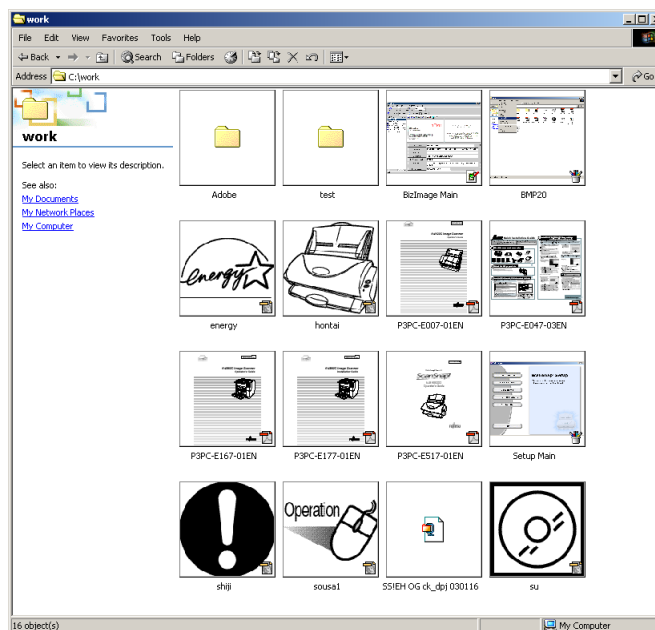 work
File Edit View Favorites Tools Help
Back Search Folders
Address C:\work Go
work
Select an item to view its description.
See also:
My Documents
My Network Places
My Computer
Adobe test BizImage Main BMP20
energy
energy hontai P3PC-E007-01EN P3PC-E047-03EN
ScanSnap!
P3PC-E167-01EN P3PC-E177-01EN P3PC-E517-01EN Setup Main
Operation
shiji sousa1 SS!EH OG ck_dpj 030116 su
16 object(s) My Computer